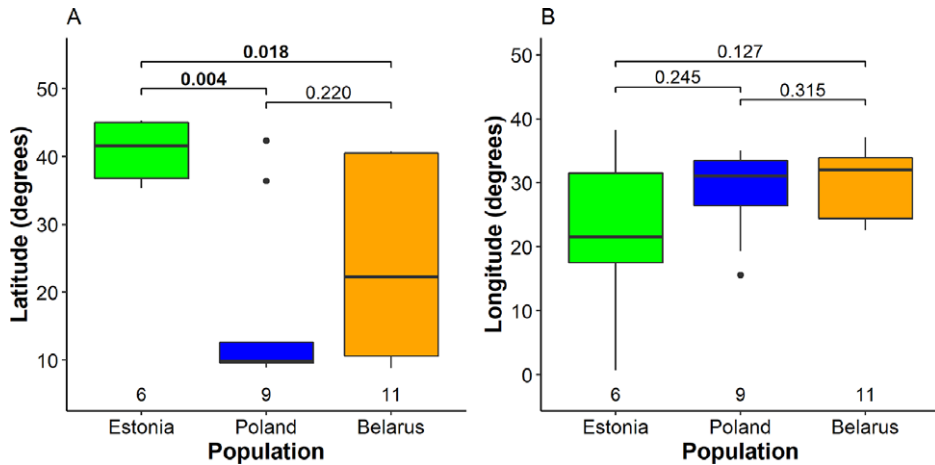 A
0.018
0.004
0.220
50
40
30
20
10
Latitude (degrees)
6 9 11
Estonia Poland Belarus
Population
B
50
0.127
0.245
0.315
40
30
20
10
0
Longitude (degrees)
6 9 11
Estonia Poland Belarus
Population